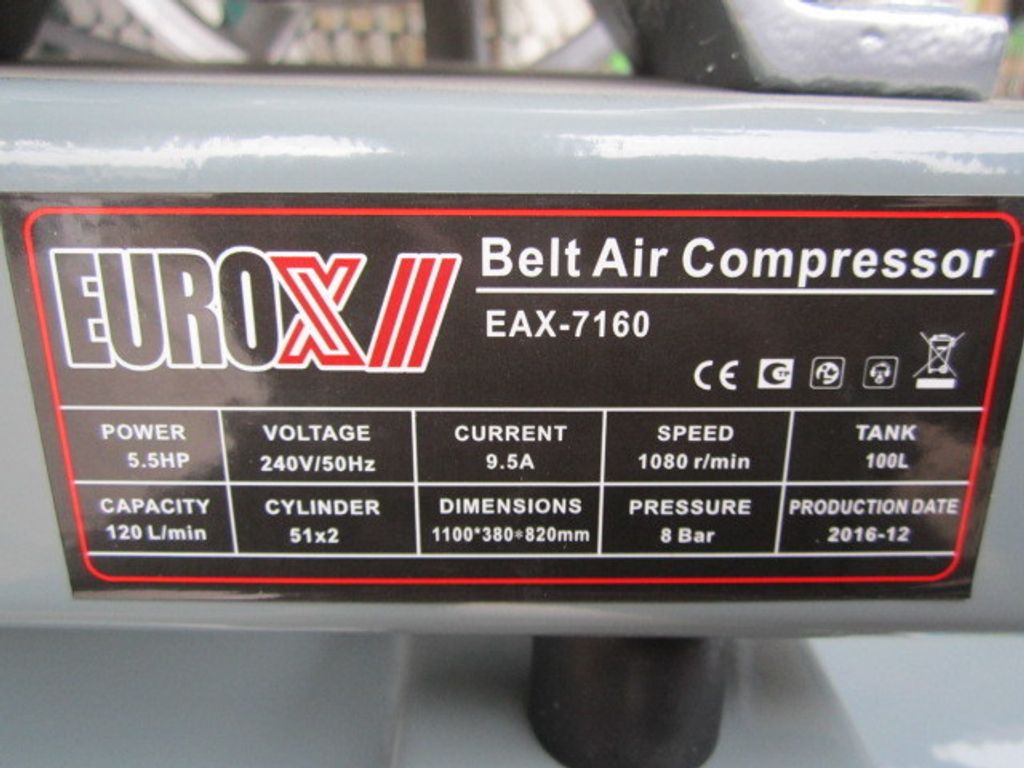 EUROX
Belt Air Compressor
EAX-7160
CE
POWER VOLTAGE CURRENT SPEED TANK
5.5HP 240V/50Hz 9.5A 1080 r/min 100L
CAPACITY CYLINDER DIMENSIONS PRESSURE PRODUCTION DATE
120 L/min 51x2 1100*380*820mm 8 Bar 2016-12